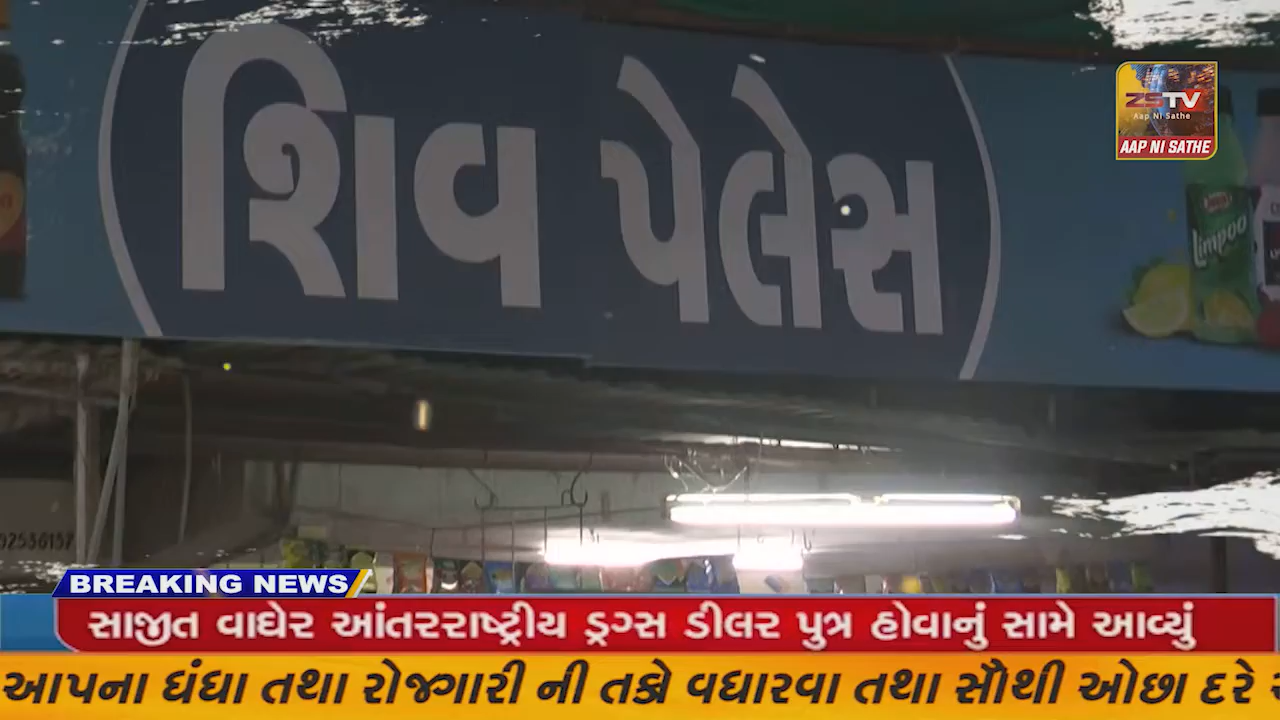 શિવ પેલેસ
ZSTV
Aap Ni Sathe
AAP NI SATHE
Limpoo
BREAKING NEWS
સાજીત વાઘેર આંતરરાષ્ટ્રીય ડ્રગ્સ ડીલર પુત્ર હોવાનું સામે આવ્યું
આપના ધંધા તથા રોજગારી ની તકો વધારવા તથા સૌથી ઓછા દરે